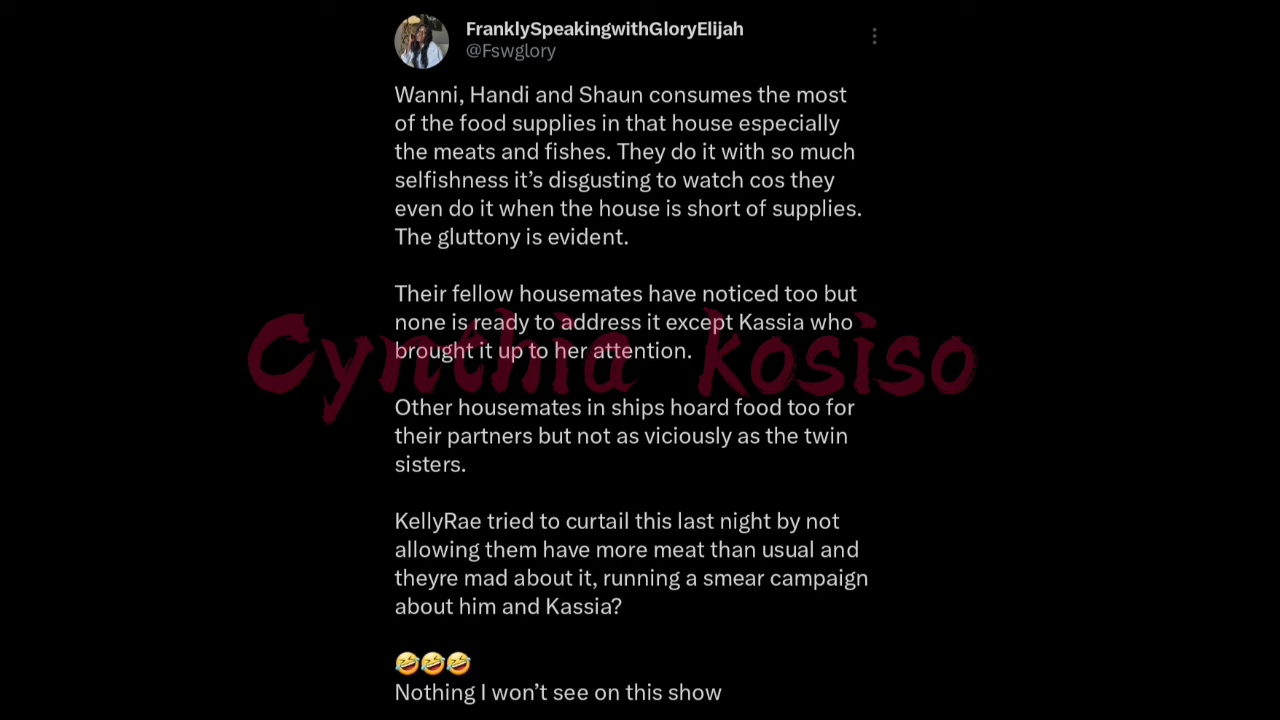 FranklySpeakingwithGloryElijah
@Fswglory
Wanni, Handi and Shaun consumes the most
of the food supplies in that house especially
the meats and fishes. They do it with so much
selfishness it’s disgusting to watch cos they
even do it when the house is short of supplies.
The gluttony is evident.
Their fellow housemates have noticed too but
none is ready to address it except Kassia who
brought it up to her attention.
Cynthia kosiso
Other housemates in ships hoard food too for
their partners but not as viciously as the twin
sisters.
KellyRae tried to curtail this last night by not
allowing them have more meat than usual and
theyre mad about it, running a smear campaign
about him and Kassia?
🤣🤣🤣
Nothing I won’t see on this show